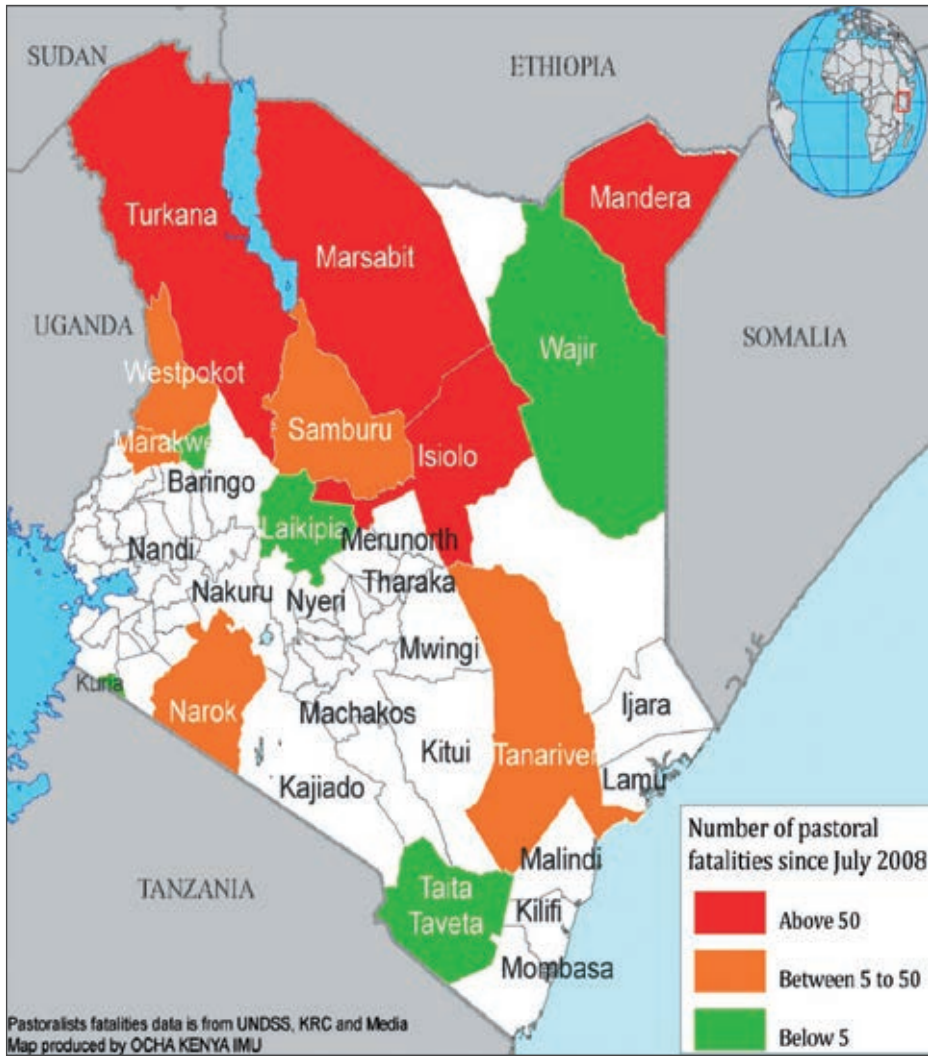 SUDAN
ETHIOPIA
Mandera
Turkana
Marsabit
UGANDA
SOMALIA
Wajir
Westpokot
Samburu
Marakwe
Isiolo
Baringo
Laikipia
Merunorth
Nandi
Tharaka
Nakuru
Nyeri
Mwingi
Kuria
Narok
Ijara
Machakos
Kitui
Tanariver
Kajiado
Lamu
Malindi
TANZANIA
Taita
Taveta
Kilifi
Mombasa
Number of pastoral
fatalities since July 2008
Above 50
Between 5 to 50
Below 5
Pastoralists fatalities data is from UNDSS, KRC and Media
Map produced by OCHA KENYA IMU